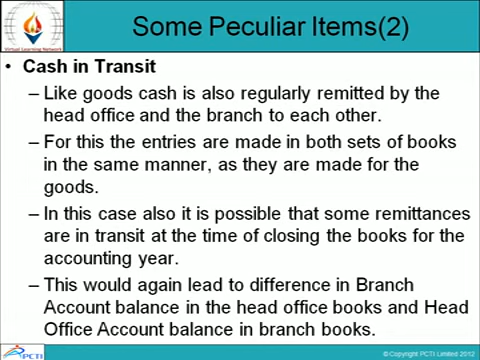 Some Peculiar Items(2)
Virtual Learning Network
• Cash in Transit
– Like goods cash is also regularly remitted by the
head office and the branch to each other.
– For this the entries are made in both sets of books
in the same manner, as they are made for the
goods.
– In this case also it is possible that some remittances
are in transit at the time of closing the books for the
accounting year.
– This would again lead to difference in Branch
Account balance in the head office books and Head
Office Account balance in branch books.
PCTI
© Copyright PCTI Limited 2012